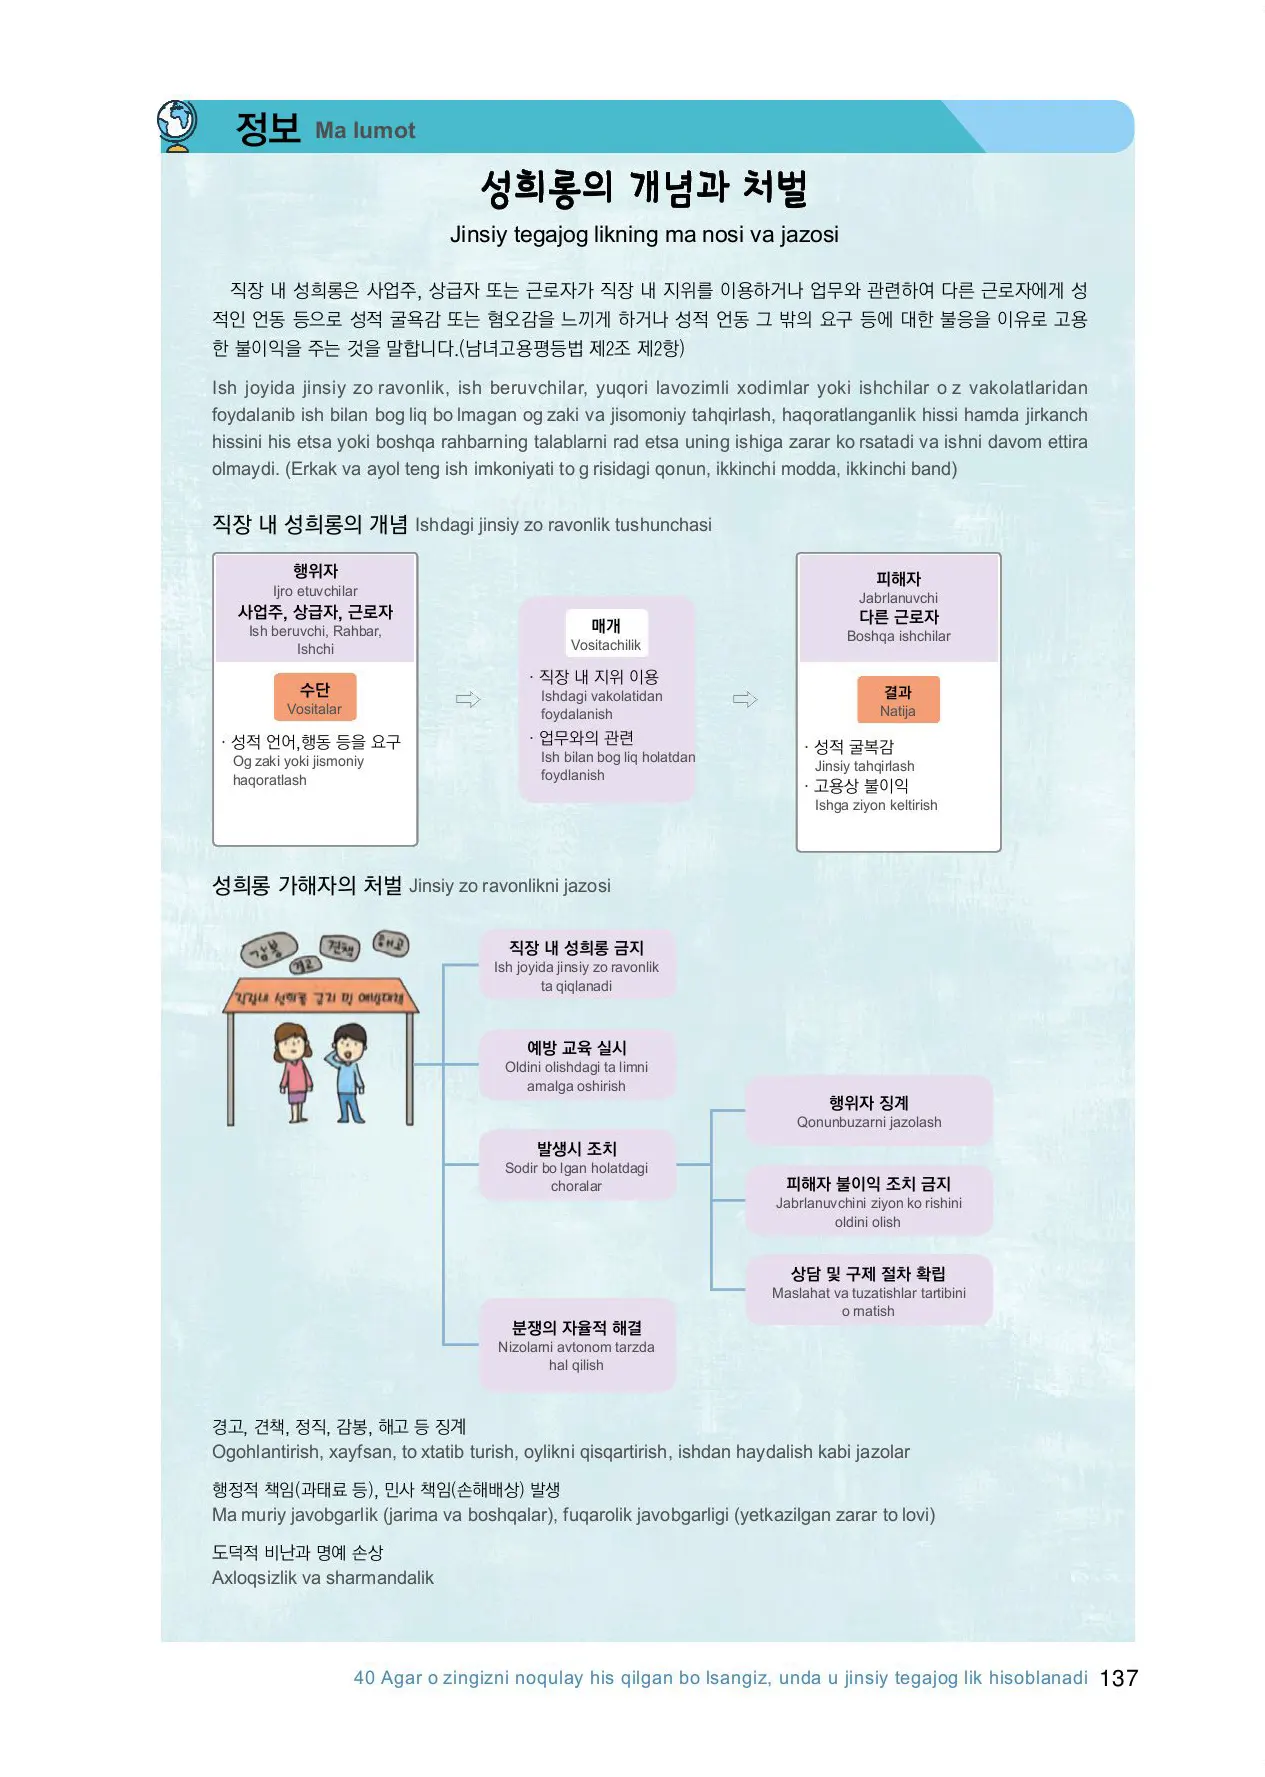 정보 Ma lumot
성희롱의 개념과 처벌
Jinsiy tegajog likning ma nosi va jazosi
직장 내 성희롱은 사업주, 상급자 또는 근로자가 직장 내 지위를 이용하거나 업무와 관련하여 다른 근로자에게 성
적인 언동 등으로 성적 굴욕감 또는 혐오감을 느끼게 하거나 성적 언동 그 밖의 요구 등에 대한 불응을 이유로 고용
한 불이익을 주는 것을 말합니다.(남녀고용평등법 제2조 제2항)
Ish joyida jinsiy zo ravonlik, ish beruvchilar, yuqori lavozimli xodimlar yoki ishchilar o z vakolatlaridan
foydalanib ish bilan bog liq bo lmagan og zaki va jisomoniy tahqirlash, haqoratlanganlik hissi hamda jirkanch
hissini his etsa yoki boshqa rahbarning talablarni rad etsa uning ishiga zarar ko rsatadi va ishni davom ettira
olmaydi. (Erkak va ayol teng ish imkoniyati to g risidagi qonun, ikkinchi modda, ikkinchi band)
직장 내 성희롱의 개념 Ishdagi jinsiy zo ravonlik tushunchasi
행위자
Ijro etuvchilar
사업주, 상급자, 근로자
Ish beruvchi, Rahbar,
Ishchi
수단
Vositalar
· 성적 언어,행동 등을 요구
Og zaki yoki jismoniy
haqoratlash
매개
Vositachilik
· 직장 내 지위 이용
Ishdagi vakolatidan
foydalanish
· 업무와의 관련
Ish bilan bog liq holatdan
foydlanish
피해자
Jabrlanuvchi
다른 근로자
Boshqa ishchilar
결과
Natija
· 성적 굴복감
Jinsiy tahqirlash
· 고용상 불이익
Ishga ziyon keltirish
성희롱 가해자의 처벌 Jinsiy zo ravonlikni jazosi
감봉
경고
견책
해고
직장내 성희롱 금지 및 예방대책
직장 내 성희롱 금지
Ish joyida jinsiy zo ravonlik
ta qiqlanadi
예방 교육 실시
Oldini olishdagi ta limni
amalga oshirish
발생시 조치
Sodir bo lgan holatdagi
choralar
행위자 징계
Qonunbuzarni jazolash
피해자 불이익 조치 금지
Jabrlanuvchini ziyon ko rishini
oldini olish
상담 및 구제 절차 확립
Maslahat va tuzatishlar tartibini
o rnatish
분쟁의 자율적 해결
Nizolarni avtonom tarzda
hal qilish
경고, 견책, 정직, 감봉, 해고 등 징계
Ogohlantirish, xayfsan, to xtatib turish, oylikni qisqartirish, ishdan haydalish kabi jazolar
행정적 책임(과태료 등), 민사 책임(손해배상) 발생
Ma muriy javobgarlik (jarima va boshqalar), fuqarolik javobgarligi (yetkazilgan zarar to lovi)
도덕적 비난과 명예 손상
Axloqsizlik va sharmandalik
40 Agar o zingizni noqulay his qilgan bo lsangiz, unda u jinsiy tegajog lik hisoblanadi 137